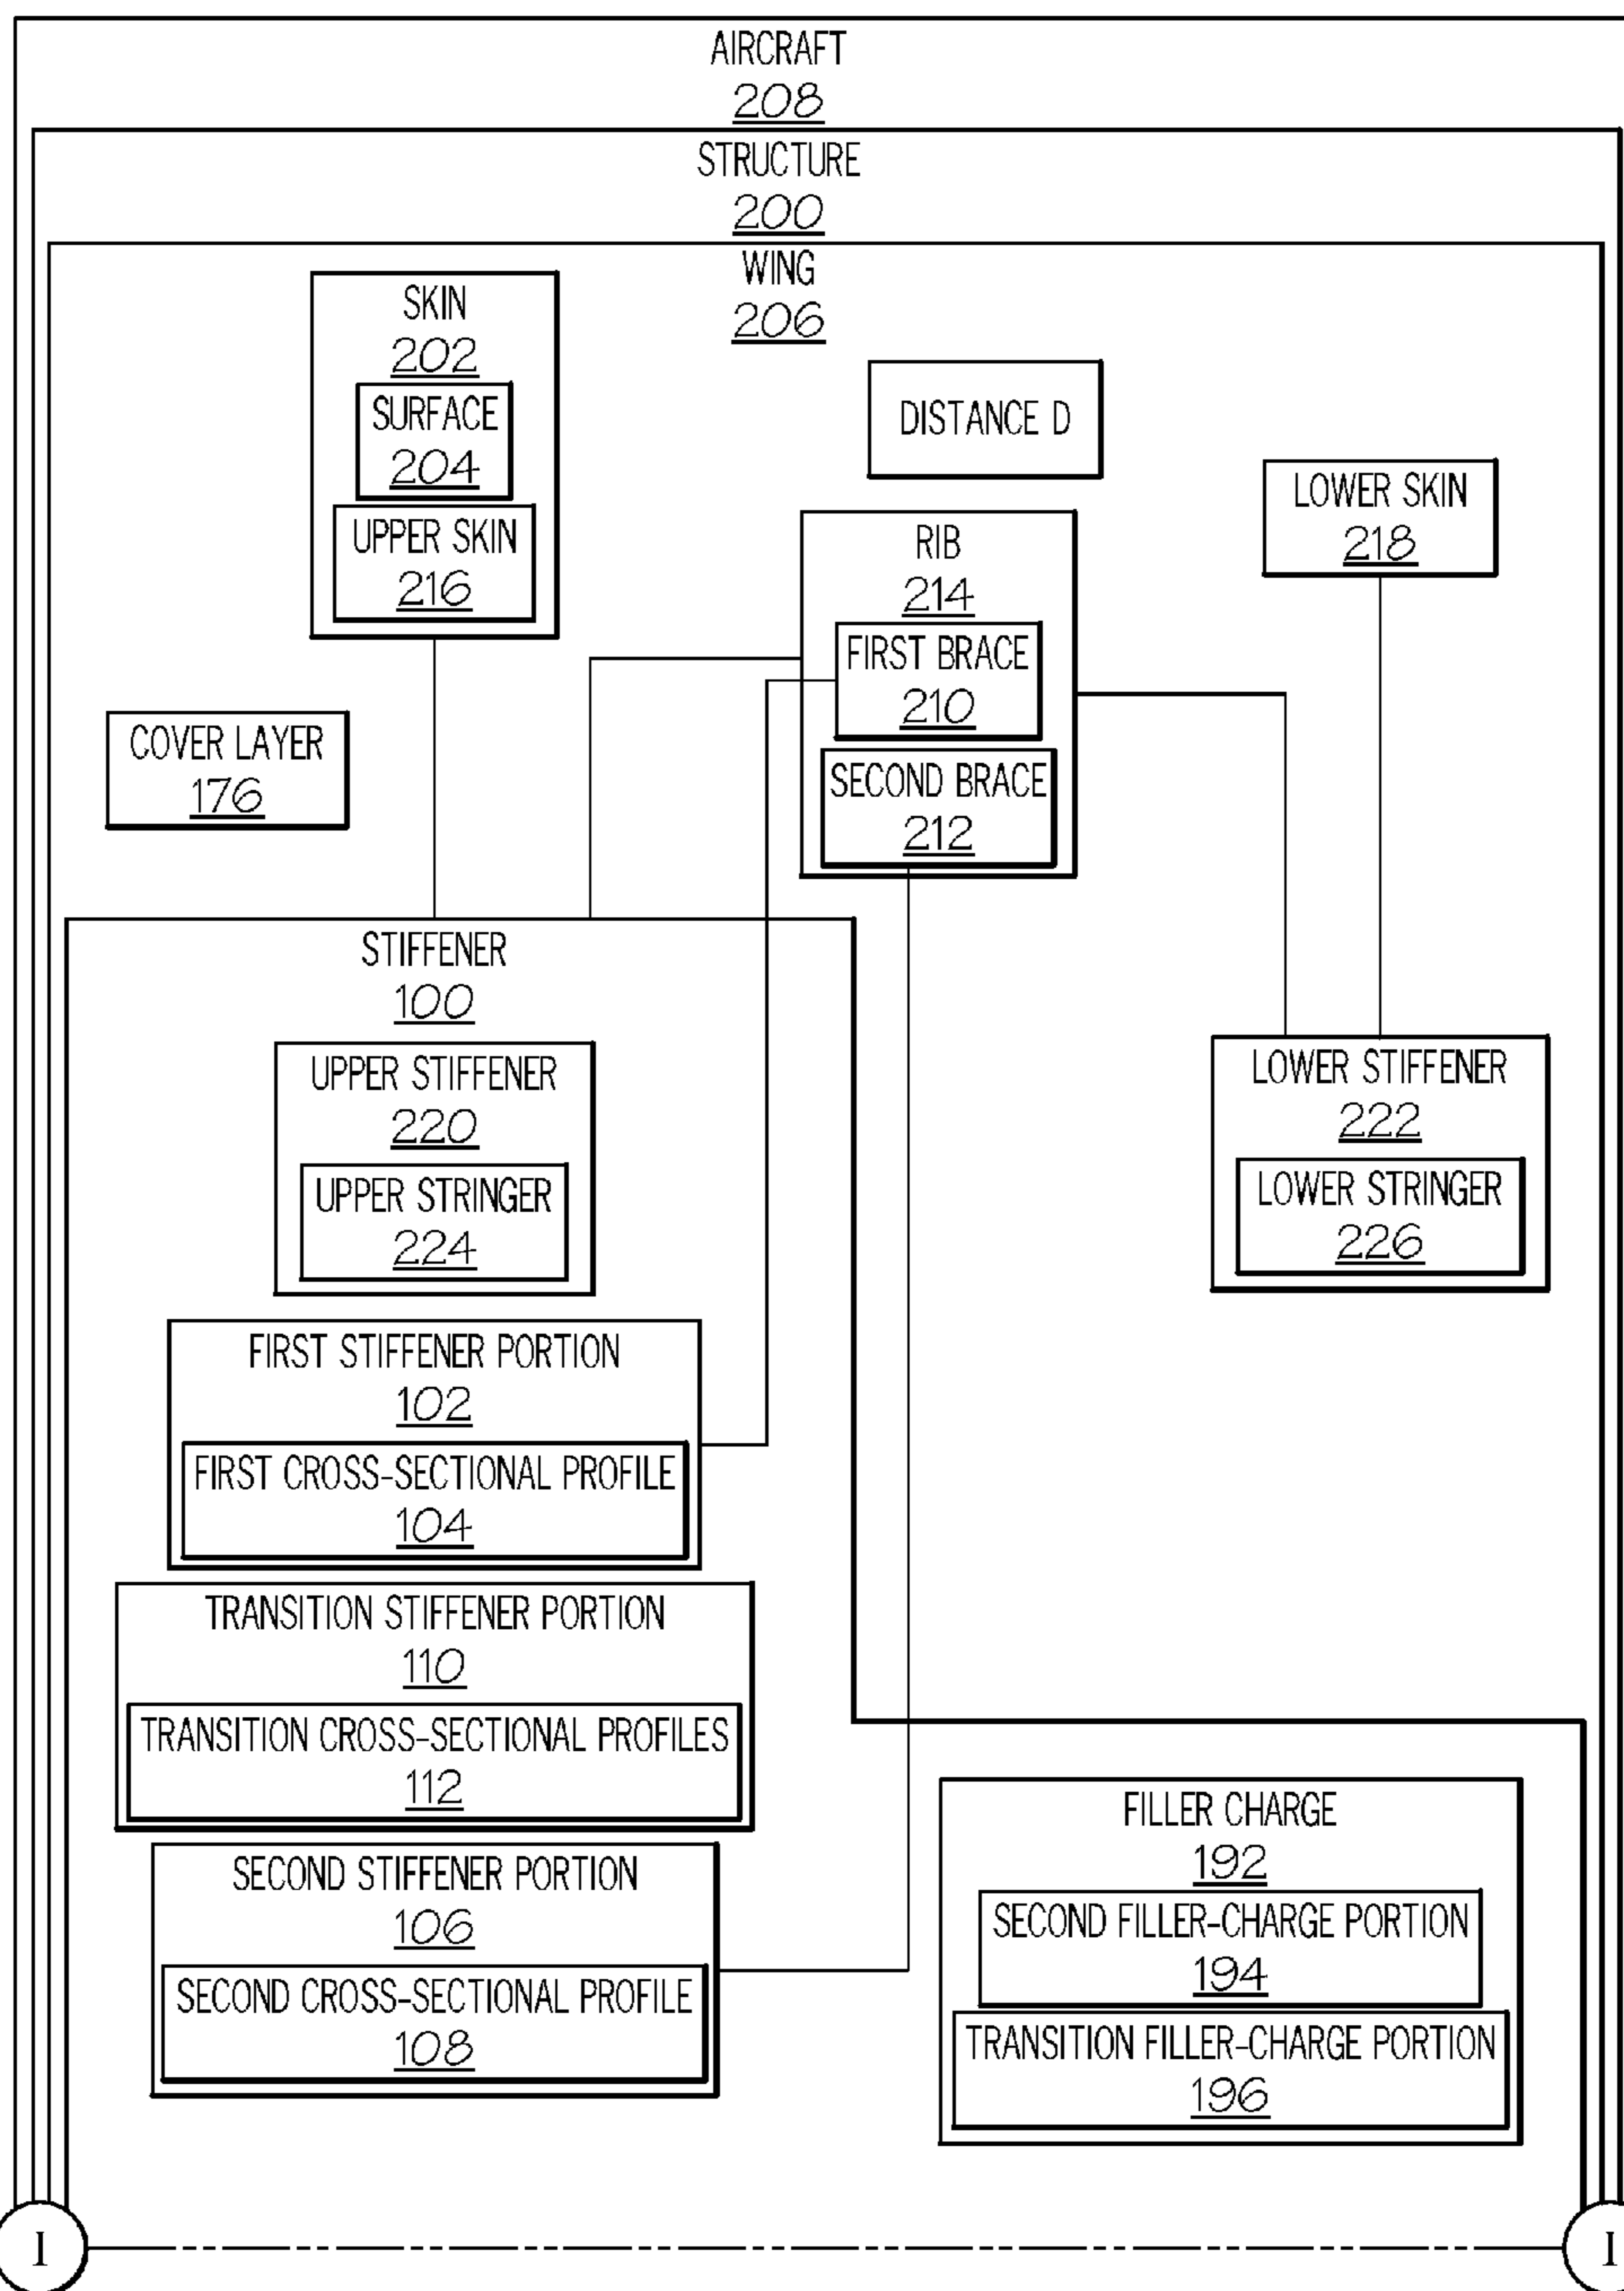 AIRCRAFT
208
STRUCTURE
200
WING
206
SKIN
202
SURFACE
204
UPPER SKIN
216
DISTANCE D
LOWER SKIN
218
RIB
214
FIRST BRACE
210
SECOND BRACE
212
COVER LAYER
176
STIFFENER
100
UPPER STIFFENER
220
UPPER STRINGER
224
LOWER STIFFENER
222
LOWER STRINGER
226
FIRST STIFFENER PORTION
102
FIRST CROSS-SECTIONAL PROFILE
104
TRANSITION STIFFENER PORTION
110
TRANSITION CROSS-SECTIONAL PROFILES
112
SECOND STIFFENER PORTION
106
SECOND CROSS-SECTIONAL PROFILE
108
FILLER CHARGE
192
SECOND FILLER-CHARGE PORTION
194
TRANSITION FILLER-CHARGE PORTION
196
I
I